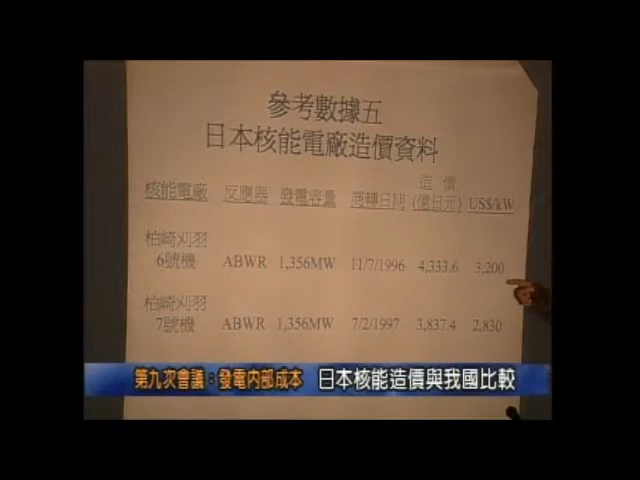 參考數據五
日本核能電廠造價資料
造價
核能電廠 反應器 發電容量 商轉日期 (億日元) US$/kW
柏崎刈羽
6號機 ABWR 1,356MW 11/7/1996 4,333.6 3,200
柏崎刈羽
7號機 ABWR 1,356MW 7/2/1997 3,837.4 2,830
第九次會議：發電內部成本 日本核能造價與我國比較